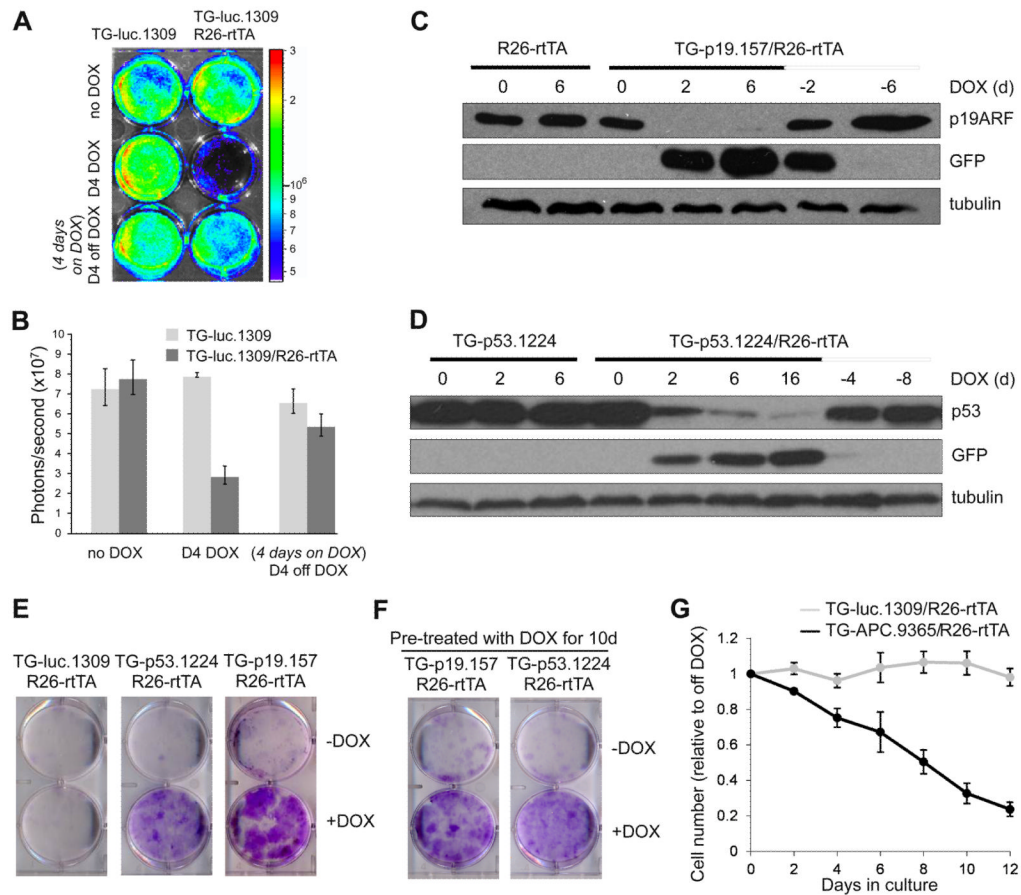 A
TG-luc.1309
TG-luc.1309
R26-rtTA
no DOX
D4 DOX
(4 days
on DOX)
D4 off DOX
3
2
10⁶
9
8
7
6
5
B
TG-luc.1309
TG-luc.1309/R26-rtTA
Photons/second (x10⁷)
10
9
8
7
6
5
4
3
2
1
0
no DOX
D4 DOX
(4 days on DOX)
D4 off DOX
C
R26-rtTA TG-p19.157/R26-rtTA
0 6 0 2 6 -2 -6 DOX (d)
p19ARF
GFP
tubulin
D
TG-p53.1224 TG-p53.1224/R26-rtTA
0 2 6 0 2 6 16 -4 -8 DOX (d)
p53
GFP
tubulin
E
TG-luc.1309 TG-p53.1224 TG-p19.157
R26-rtTA R26-rtTA R26-rtTA
-DOX
+DOX
F
Pre-treated with DOX for 10d
TG-p19.157 TG-p53.1224
R26-rtTA R26-rtTA
-DOX
+DOX
G
TG-luc.1309/R26-rtTA
TG-APC.9365/R26-rtTA
Cell number (relative to off DOX)
1.2
1
0.8
0.6
0.4
0.2
0
0 2 4 6 8 10 12
Days in culture